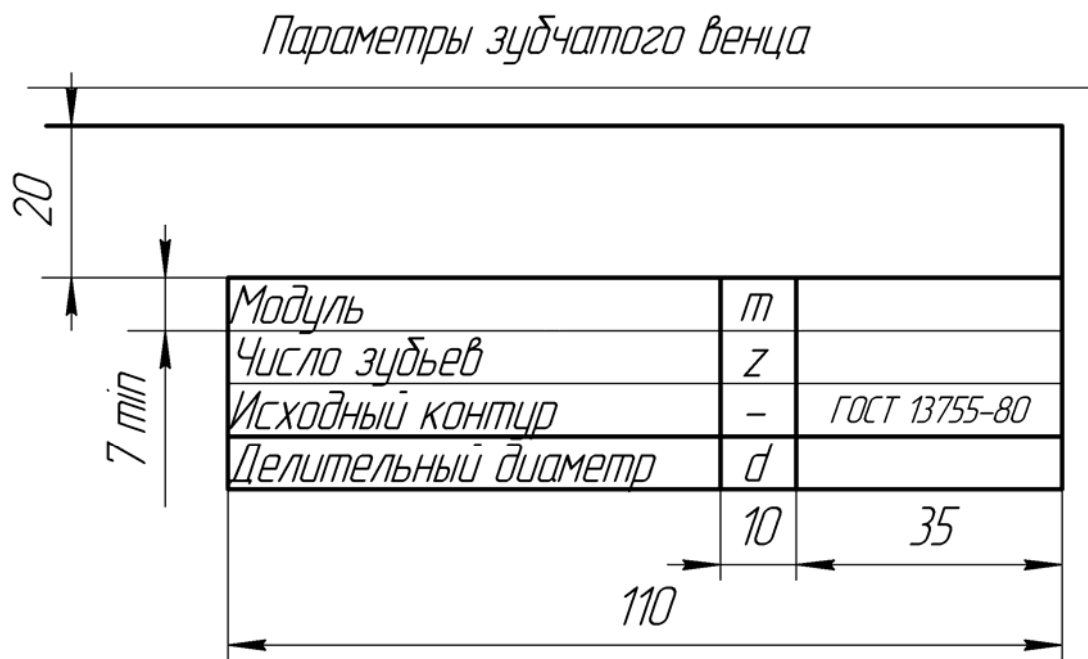 Параметры зубчатого венца
20
7 min
Модуль m
Число зубьев z
Исходный контур – ГОСТ 13755-80
Делительный диаметр d
10 35
110